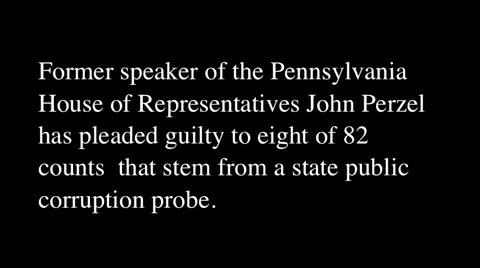 Former speaker of the Pennsylvania
House of Representatives John Perzel
has pleaded guilty to eight of 82
counts  that stem from a state public
corruption probe.